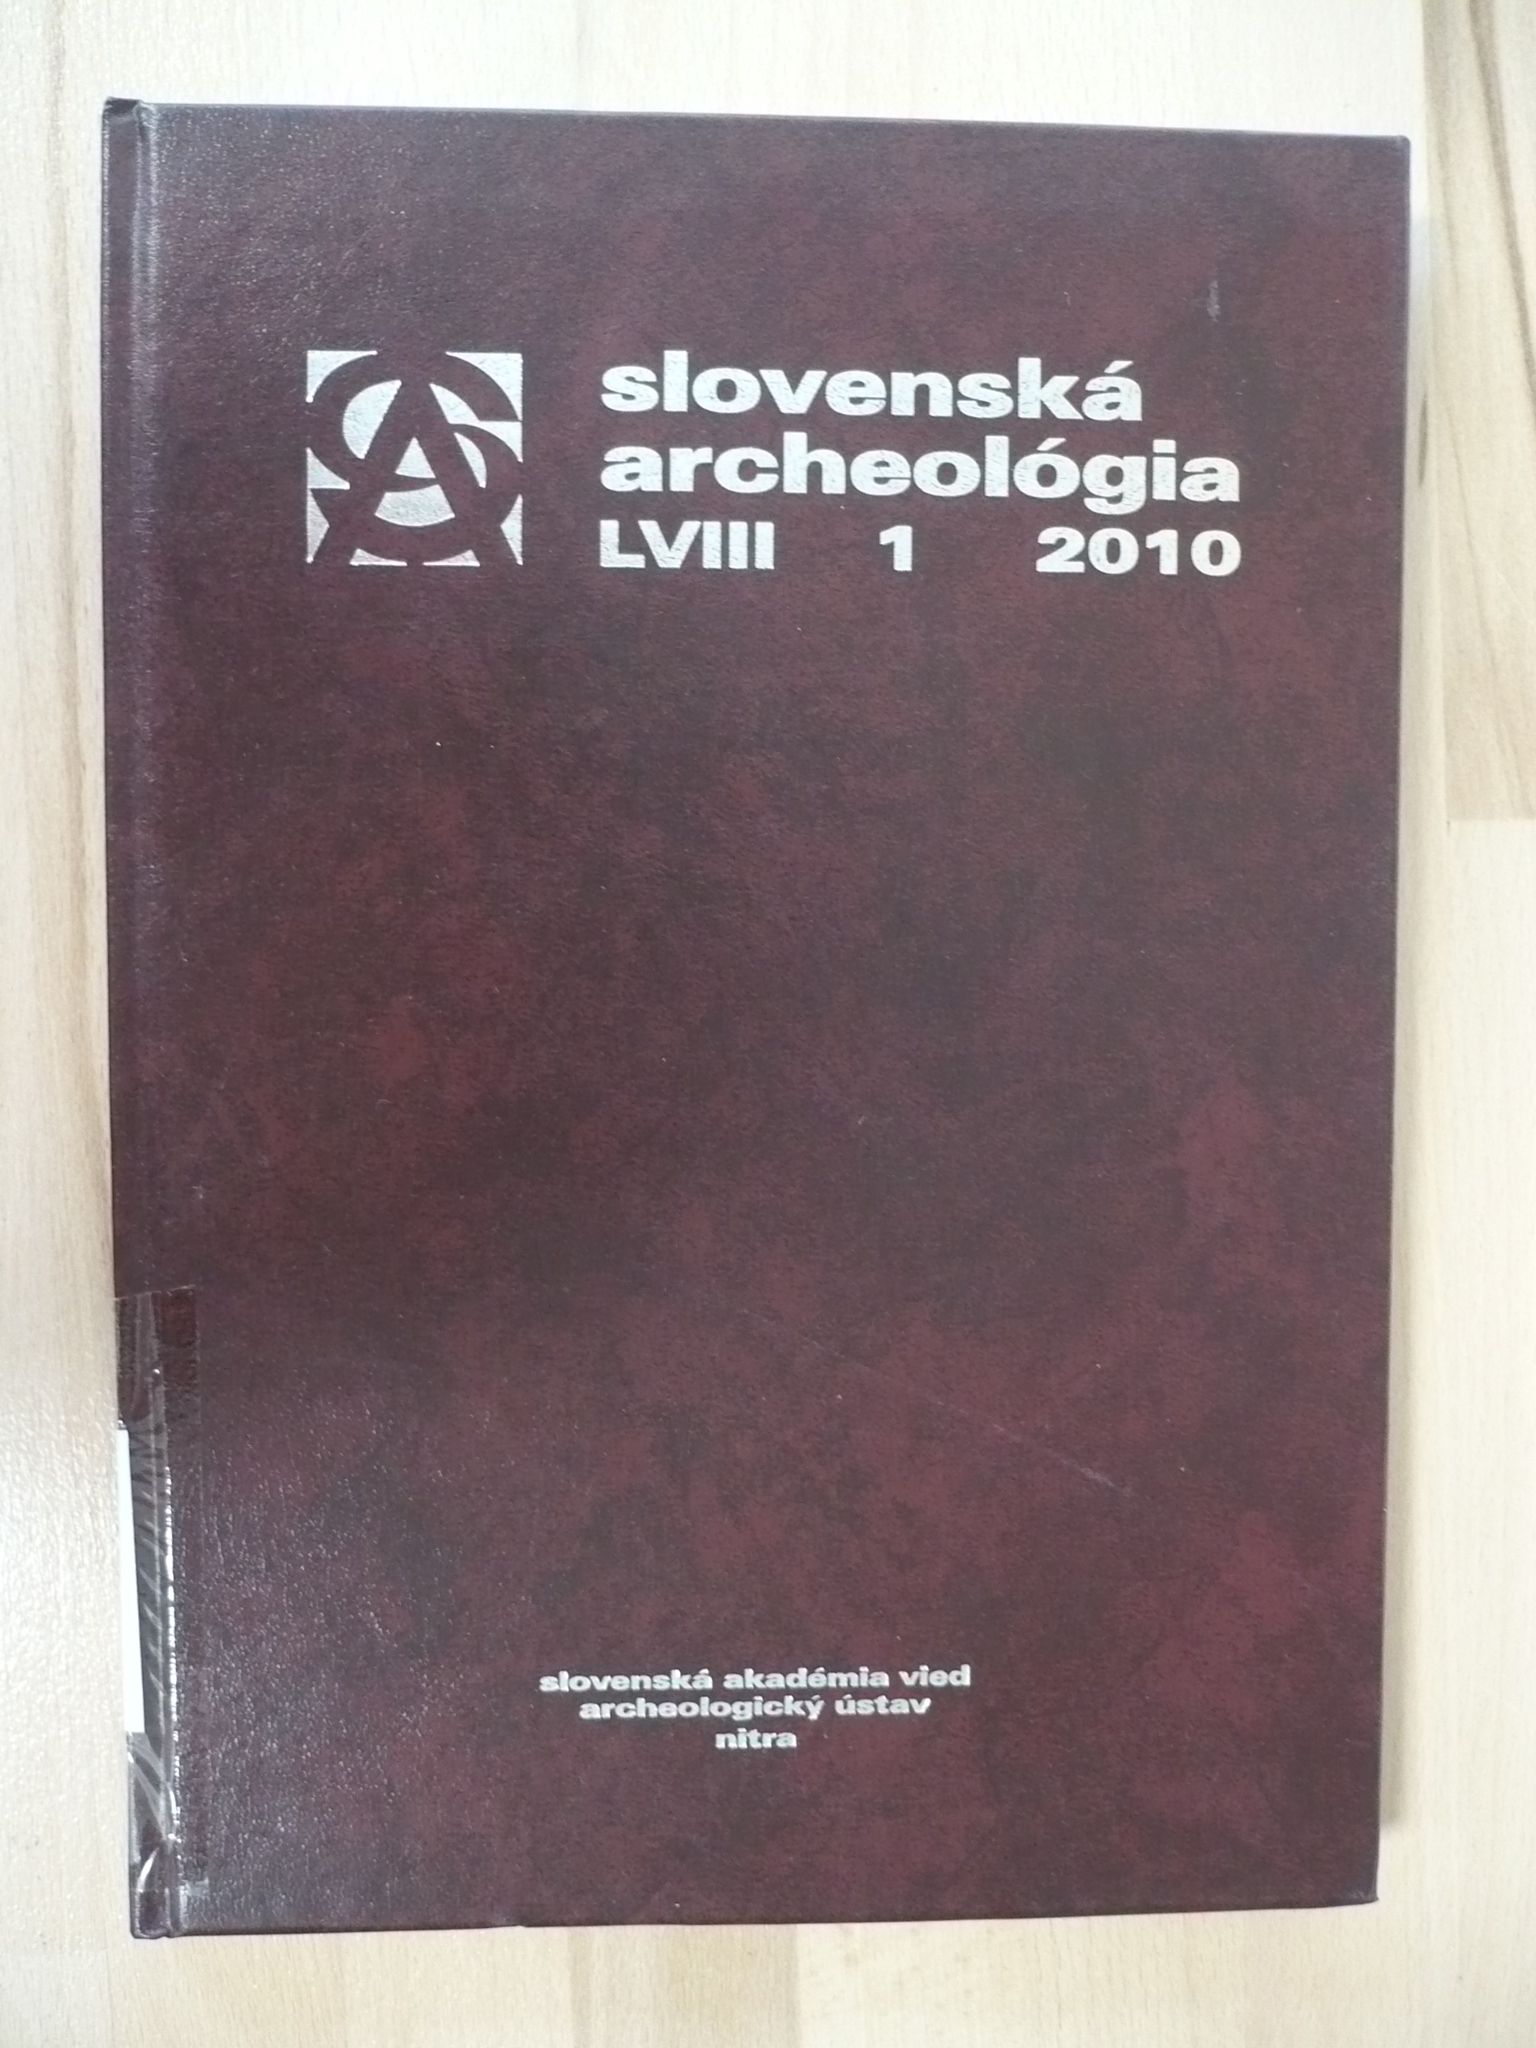 slovenská
archeológia
LVIII 1 2010
slovenská akadémia vied
archeologický ústav
nitra